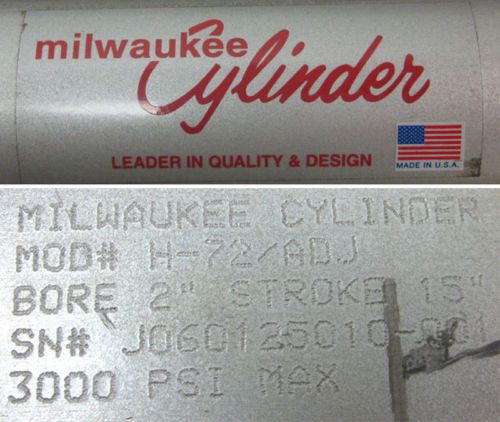 milwaukee
Cylinder
LEADER IN QUALITY & DESIGN
MADE IN U.S.A.
MILWAUKEE CYLINDER
MOD# H-72/ADJ
BORE 2" STROKE 15"
SN#
3000 PSI MAX